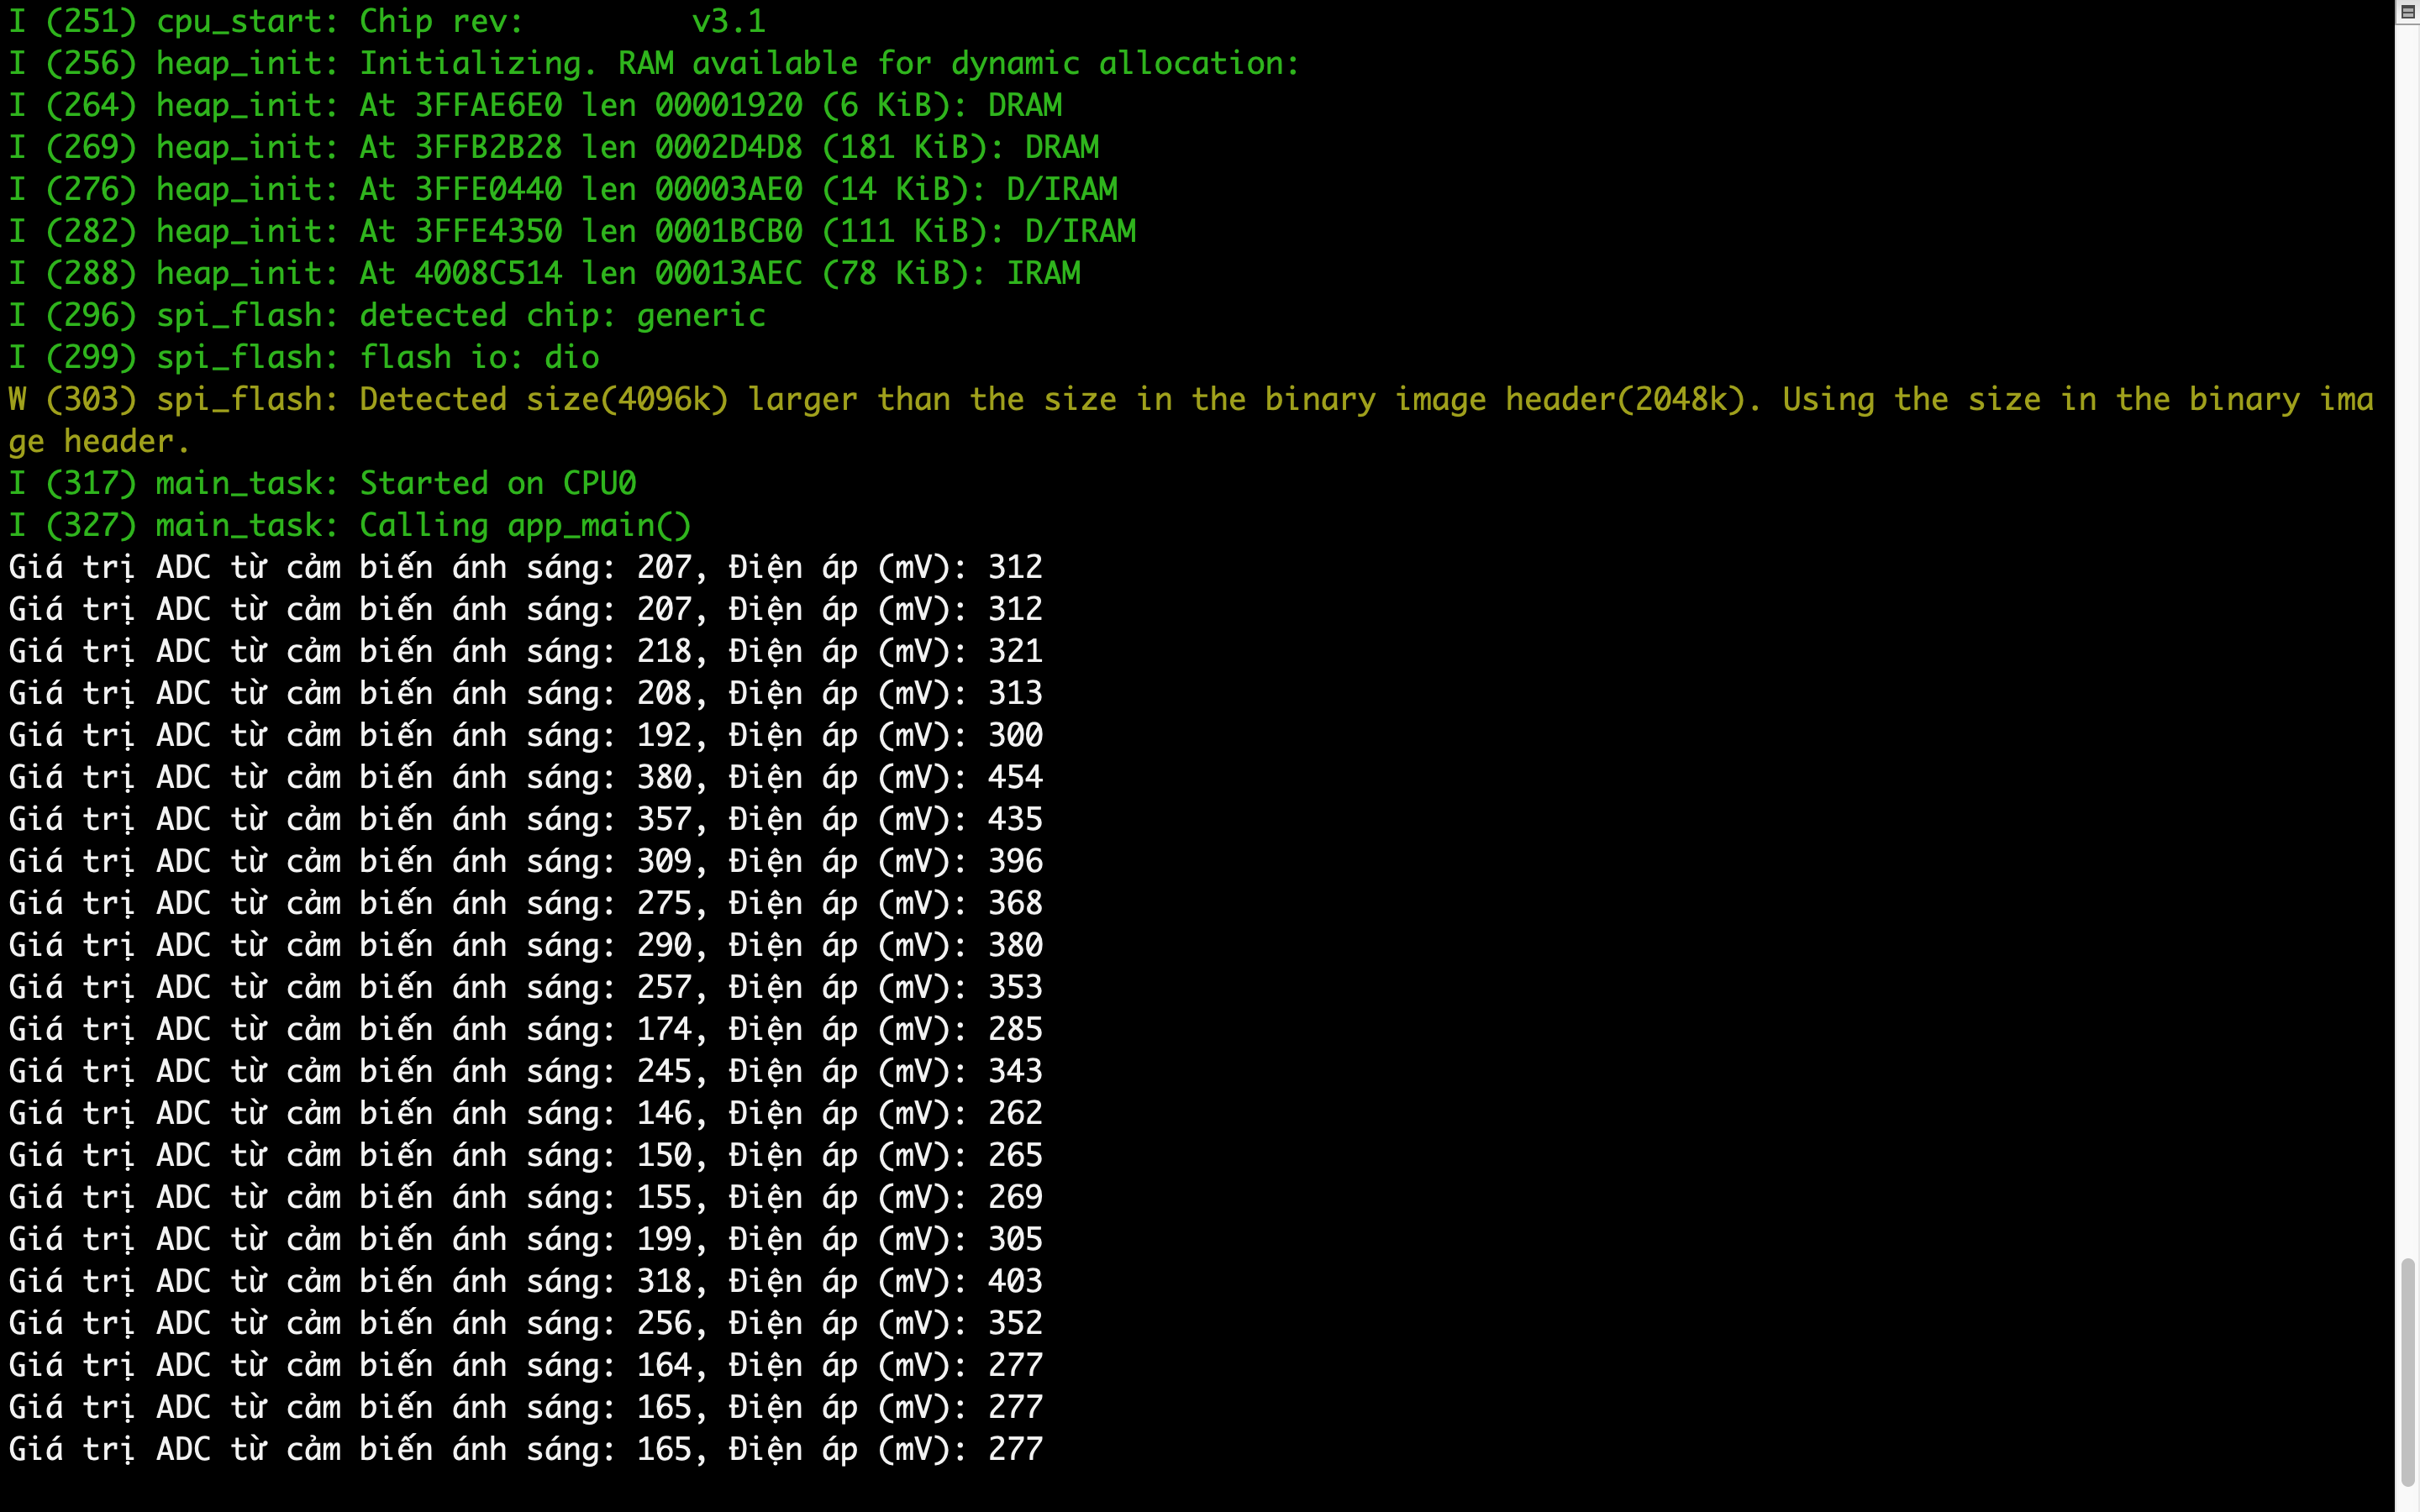 I (251) cpu_start: Chip rev:         v3.1
I (256) heap_init: Initializing. RAM available for dynamic allocation:
I (264) heap_init: At 3FFAE6E0 len 00001920 (6 KiB): DRAM
I (269) heap_init: At 3FFB2B28 len 0002D4D8 (181 KiB): DRAM
I (276) heap_init: At 3FFE0440 len 00003AE0 (14 KiB): D/IRAM
I (282) heap_init: At 3FFE4350 len 0001BCB0 (111 KiB): D/IRAM
I (288) heap_init: At 4008C514 len 00013AEC (78 KiB): IRAM
I (296) spi_flash: detected chip: generic
I (299) spi_flash: flash io: dio
W (303) spi_flash: Detected size(4096k) larger than the size in the binary image header(2048k). Using the size in the binary ima
ge header.
I (317) main_task: Started on CPU0
I (327) main_task: Calling app_main()
Giá trị ADC từ cảm biến ánh sáng: 207, Điện áp (mV): 312
Giá trị ADC từ cảm biến ánh sáng: 207, Điện áp (mV): 312
Giá trị ADC từ cảm biến ánh sáng: 218, Điện áp (mV): 321
Giá trị ADC từ cảm biến ánh sáng: 208, Điện áp (mV): 313
Giá trị ADC từ cảm biến ánh sáng: 192, Điện áp (mV): 300
Giá trị ADC từ cảm biến ánh sáng: 380, Điện áp (mV): 454
Giá trị ADC từ cảm biến ánh sáng: 357, Điện áp (mV): 435
Giá trị ADC từ cảm biến ánh sáng: 309, Điện áp (mV): 396
Giá trị ADC từ cảm biến ánh sáng: 275, Điện áp (mV): 368
Giá trị ADC từ cảm biến ánh sáng: 290, Điện áp (mV): 380
Giá trị ADC từ cảm biến ánh sáng: 257, Điện áp (mV): 353
Giá trị ADC từ cảm biến ánh sáng: 174, Điện áp (mV): 285
Giá trị ADC từ cảm biến ánh sáng: 245, Điện áp (mV): 343
Giá trị ADC từ cảm biến ánh sáng: 146, Điện áp (mV): 262
Giá trị ADC từ cảm biến ánh sáng: 150, Điện áp (mV): 265
Giá trị ADC từ cảm biến ánh sáng: 155, Điện áp (mV): 269
Giá trị ADC từ cảm biến ánh sáng: 199, Điện áp (mV): 305
Giá trị ADC từ cảm biến ánh sáng: 318, Điện áp (mV): 403
Giá trị ADC từ cảm biến ánh sáng: 256, Điện áp (mV): 352
Giá trị ADC từ cảm biến ánh sáng: 164, Điện áp (mV): 277
Giá trị ADC từ cảm biến ánh sáng: 165, Điện áp (mV): 277
Giá trị ADC từ cảm biến ánh sáng: 165, Điện áp (mV): 277